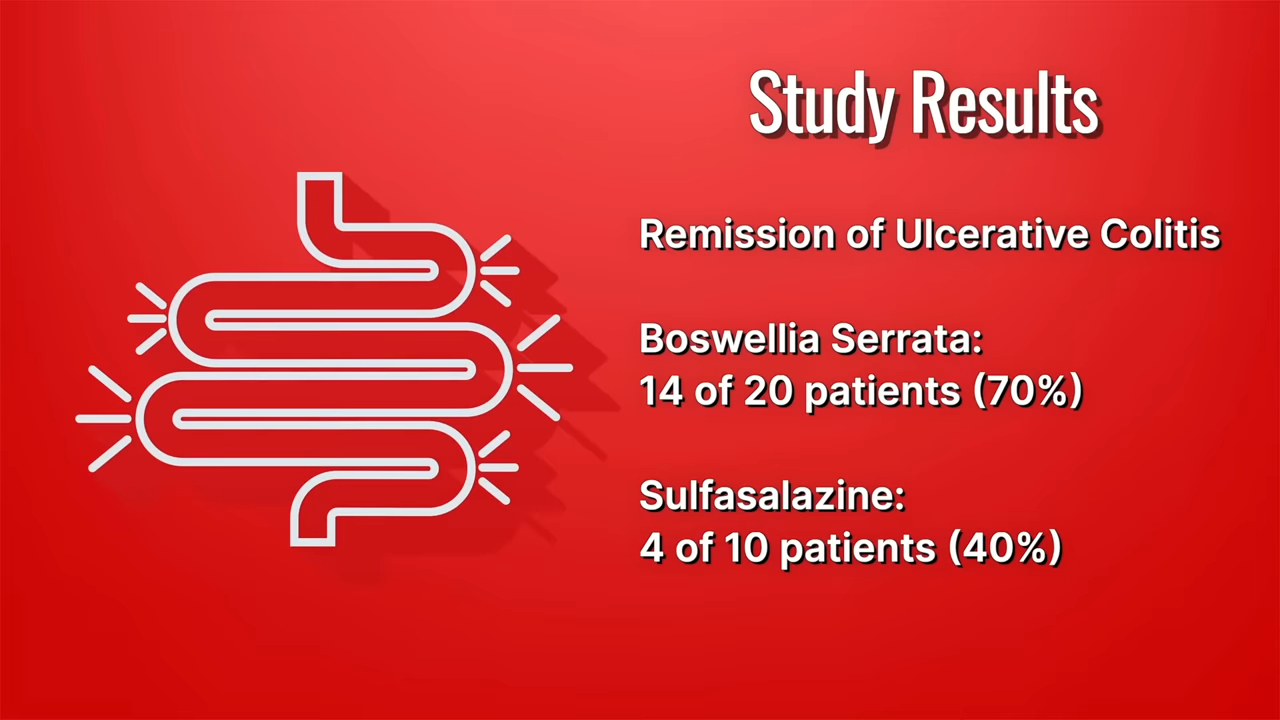 Study Results
Remission of Ulcerative Colitis
Boswellia Serrata:
14 of 20 patients (70%)
Sulfasalazine:
4 of 10 patients (40%)